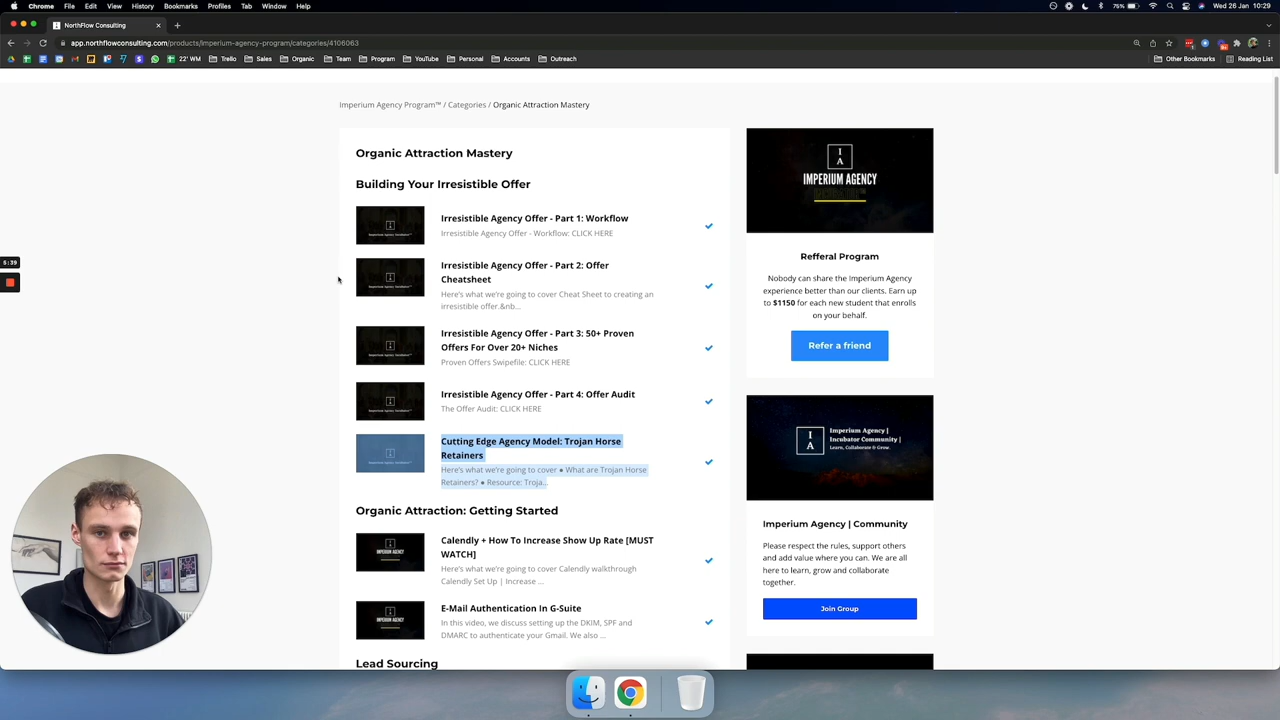 Chrome File Edit View History Bookmarks Profiles Tab Window Help
75% Wed 26 Jan 10:29
NorthFlow Consulting
app.northflowconsulting.com/products/imperium-agency-program/categories/4106063
22' WM Trello Sales Organic Team Program YouTube Personal Accounts Outreach Other Bookmarks Reading List
Imperium Agency Program™ / Categories / Organic Attraction Mastery
Organic Attraction Mastery
Building Your Irresistible Offer
Irresistible Agency Offer - Part 1: Workflow
Irresistible Agency Offer - Workflow: CLICK HERE
Irresistible Agency Offer - Part 2: Offer
Cheatsheet
Here's what we're going to cover Cheat Sheet to creating an
irresistible offer.&nb...
Irresistible Agency Offer - Part 3: 50+ Proven
Offers For Over 20+ Niches
Proven Offers Swipefile: CLICK HERE
Irresistible Agency Offer - Part 4: Offer Audit
The Offer Audit: CLICK HERE
Cutting Edge Agency Model: Trojan Horse
Retainers
Here's what we're going to cover ● What are Trojan Horse
Retainers? ● Resource: Troja...
Organic Attraction: Getting Started
IMPERIUM AGENCY
Calendly + How To Increase Show Up Rate [MUST
WATCH]
Here's what we're going to cover Calendly walkthrough
Calendly Set Up | Increase ...
IMPERIUM AGENCY
E-Mail Authentication In G-Suite
In this video, we discuss setting up the DKIM, SPF and
DMARC to authenticate your Gmail. We also ...
Lead Sourcing
I
A
IMPERIUM AGENCY
Refferal Program
Nobody can share the Imperium Agency
experience better than our clients. Earn up
to $1150 for each new student that enrolls
on your behalf.
Refer a friend
I
A
Imperium Agency |
Incubator Community |
Learn, Collaborate & Grow.
Imperium Agency | Community
Please respect the rules, support others
and add value where you can. We are all
here to learn, grow and collaborate
together.
Join Group
5:39